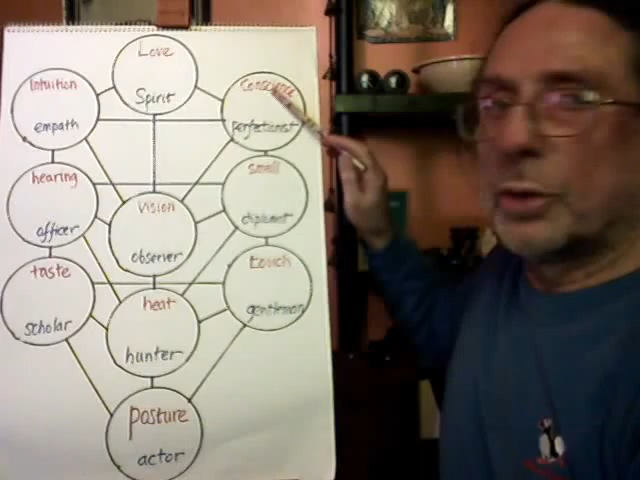 Love
Spirit
Intuition
empath
Conscience
perfectionist
hearing
officer
smell
diplomat
vision
observer
taste
scholar
touch
gentleman
heat
hunter
posture
actor